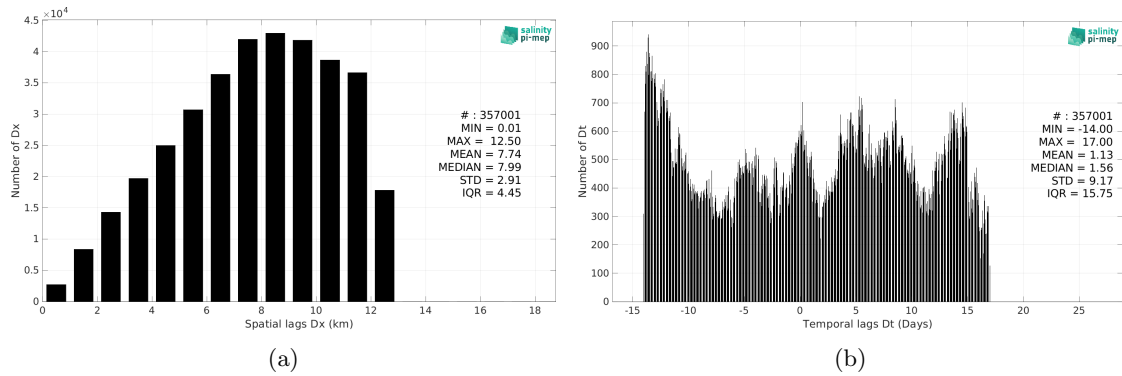 ×10⁴
4.5
4
3.5
3
2.5
2
1.5
1
0.5
0
Number of Dx
salinity
pi-mep
# : 357001
MIN = 0.01
MAX = 12.50
MEAN = 7.74
MEDIAN = 7.99
STD = 2.91
IQR = 4.45
0 2 4 6 8 10 12 14 16 18
Spatial lags Dx (km)
(a)
900
800
700
600
500
400
300
200
100
0
Number of Dt
salinity
pi-mep
# : 357001
MIN = -14.00
MAX = 17.00
MEAN = 1.13
MEDIAN = 1.56
STD = 9.17
IQR = 15.75
-15 -10 -5 0 5 10 15 20 25
Temporal lags Dt (Days)
(b)